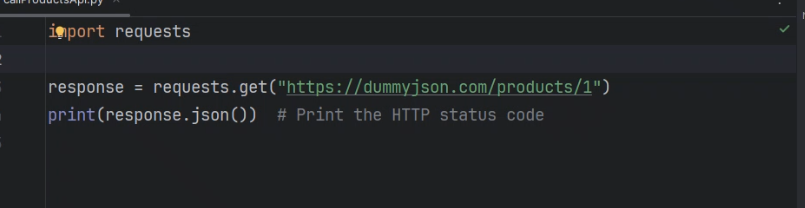 callProductsApi.py
import requests
response = requests.get("https://dummyjson.com/products/1")
print(response.json())  # Print the HTTP status code